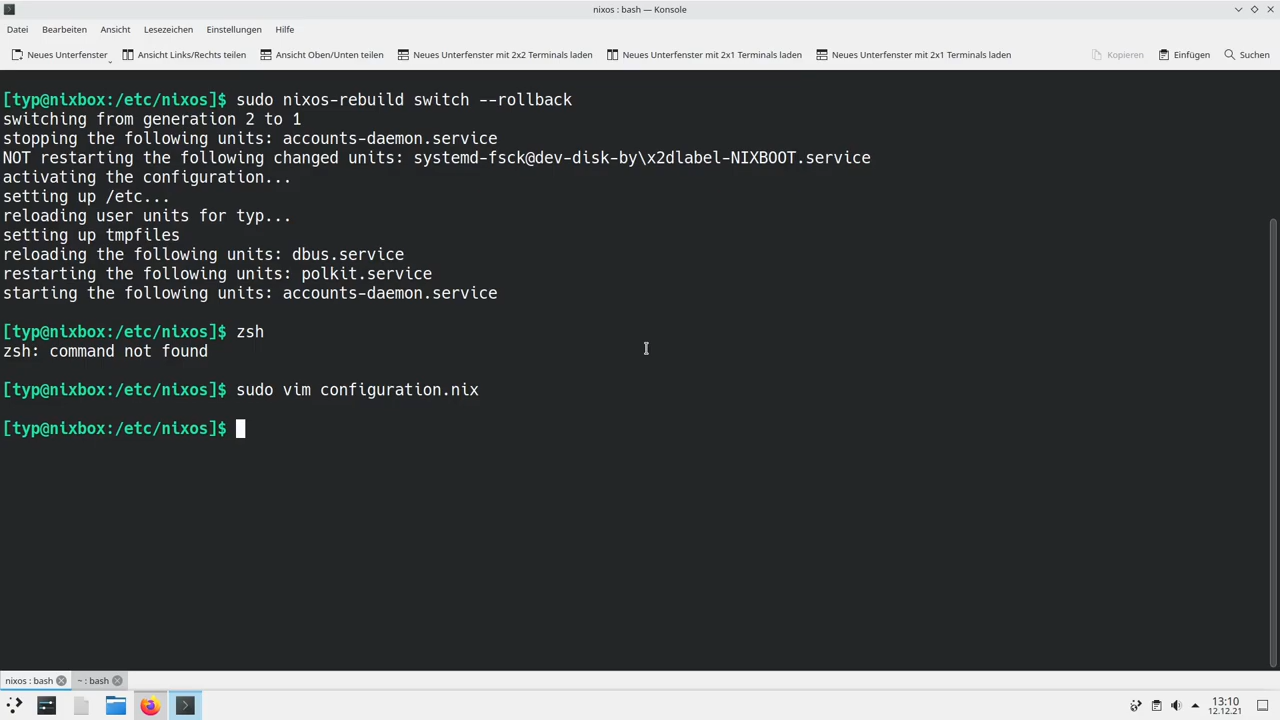 nixos : bash — Konsole
Datei Bearbeiten Ansicht Lesezeichen Einstellungen Hilfe
Neues Unterfenster Ansicht Links/Rechts teilen Ansicht Oben/Unten teilen Neues Unterfenster mit 2x2 Terminals laden Neues Unterfenster mit 2x1 Terminals laden Neues Unterfenster mit 2x1 Terminals laden Kopieren Einfügen Suchen
[typ@nixbox:/etc/nixos]$ sudo nixos-rebuild switch --rollback
switching from generation 2 to 1
stopping the following units: accounts-daemon.service
NOT restarting the following changed units: systemd-fsck@dev-disk-by\x2dlabel-NIXBOOT.service
activating the configuration...
setting up /etc...
reloading user units for typ...
setting up tmpfiles
reloading the following units: dbus.service
restarting the following units: polkit.service
starting the following units: accounts-daemon.service
[typ@nixbox:/etc/nixos]$ zsh
zsh: command not found
[typ@nixbox:/etc/nixos]$ sudo vim configuration.nix
[typ@nixbox:/etc/nixos]$
nixos : bash ~ : bash
13:10
12.12.21